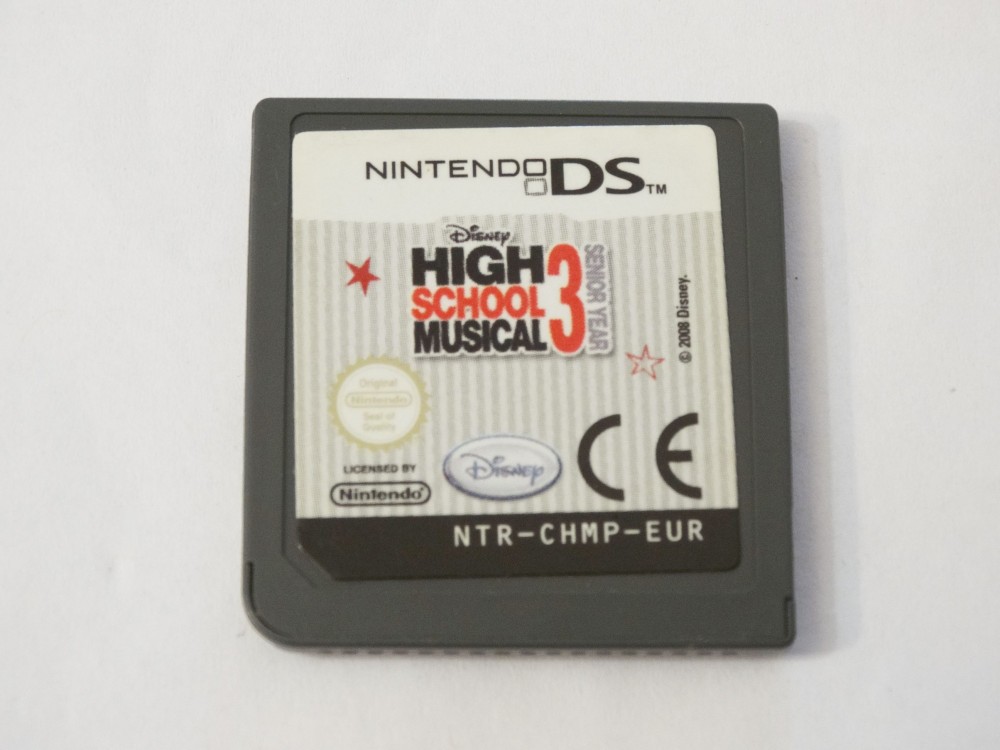 NINTENDO DS™
Disney
HIGH
SCHOOL
MUSICAL
3
SENIOR YEAR
© 2008 Disney.
Original
Nintendo
Seal of
Quality
LICENSED BY
Nintendo®
Disney
CE
NTR-CHMP-EUR